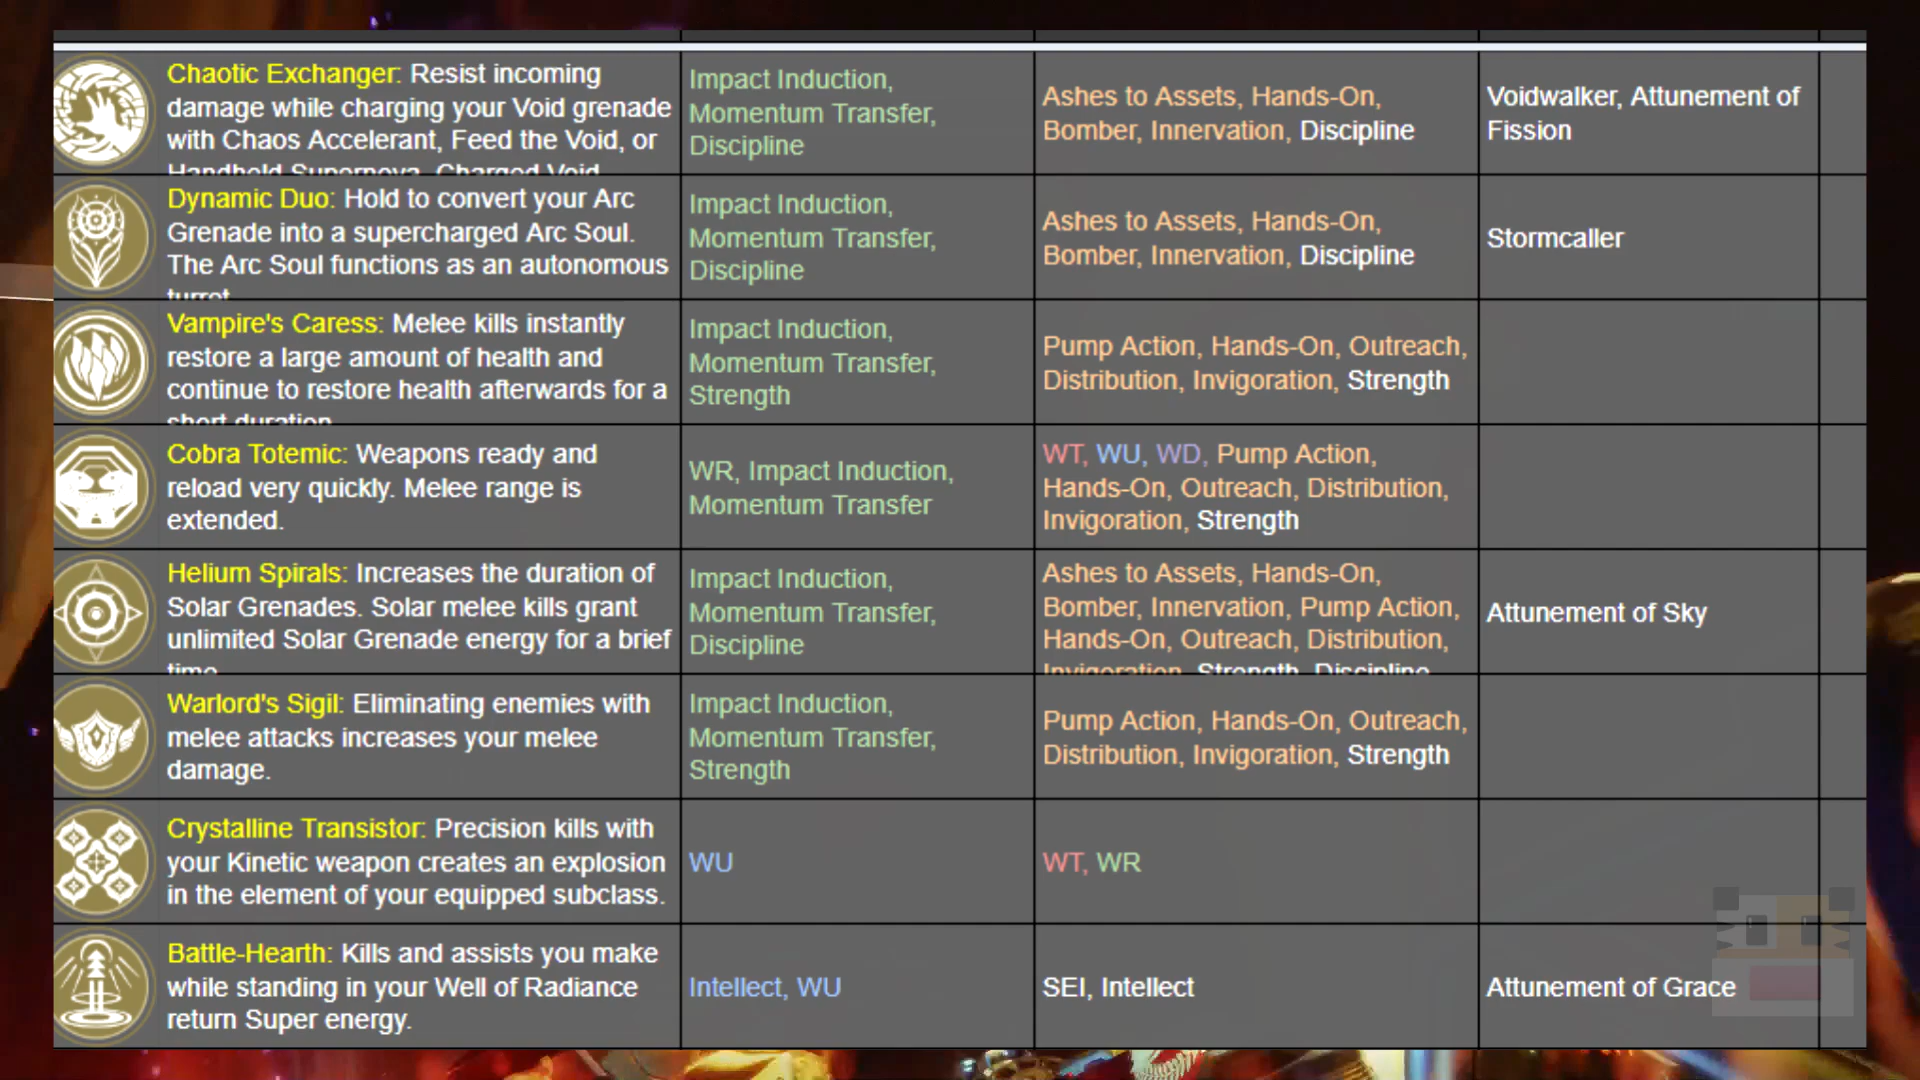 Chaotic Exchanger: Resist incoming
damage while charging your Void grenade
with Chaos Accelerant, Feed the Void, or
Handheld Supernova. Charged Void
Impact Induction,
Momentum Transfer,
Discipline
Ashes to Assets, Hands-On,
Bomber, Innervation, Discipline
Voidwalker, Attunement of
Fission
Dynamic Duo: Hold to convert your Arc
Grenade into a supercharged Arc Soul.
The Arc Soul functions as an autonomous
turret.
Impact Induction,
Momentum Transfer,
Discipline
Ashes to Assets, Hands-On,
Bomber, Innervation, Discipline
Stormcaller
Vampire's Caress: Melee kills instantly
restore a large amount of health and
continue to restore health afterwards for a
short duration.
Impact Induction,
Momentum Transfer,
Strength
Pump Action, Hands-On, Outreach,
Distribution, Invigoration, Strength
Cobra Totemic: Weapons ready and
reload very quickly. Melee range is
extended.
WR, Impact Induction,
Momentum Transfer
WT, WU, WD, Pump Action,
Hands-On, Outreach, Distribution,
Invigoration, Strength
Helium Spirals: Increases the duration of
Solar Grenades. Solar melee kills grant
unlimited Solar Grenade energy for a brief
time.
Impact Induction,
Momentum Transfer,
Discipline
Ashes to Assets, Hands-On,
Bomber, Innervation, Pump Action,
Hands-On, Outreach, Distribution,
Invigoration, Strength, Discipline
Attunement of Sky
Warlord's Sigil: Eliminating enemies with
melee attacks increases your melee
damage.
Impact Induction,
Momentum Transfer,
Strength
Pump Action, Hands-On, Outreach,
Distribution, Invigoration, Strength
Crystalline Transistor: Precision kills with
your Kinetic weapon creates an explosion
in the element of your equipped subclass.
WU
WT, WR
Battle-Hearth: Kills and assists you make
while standing in your Well of Radiance
return Super energy.
Intellect, WU
SEI, Intellect
Attunement of Grace